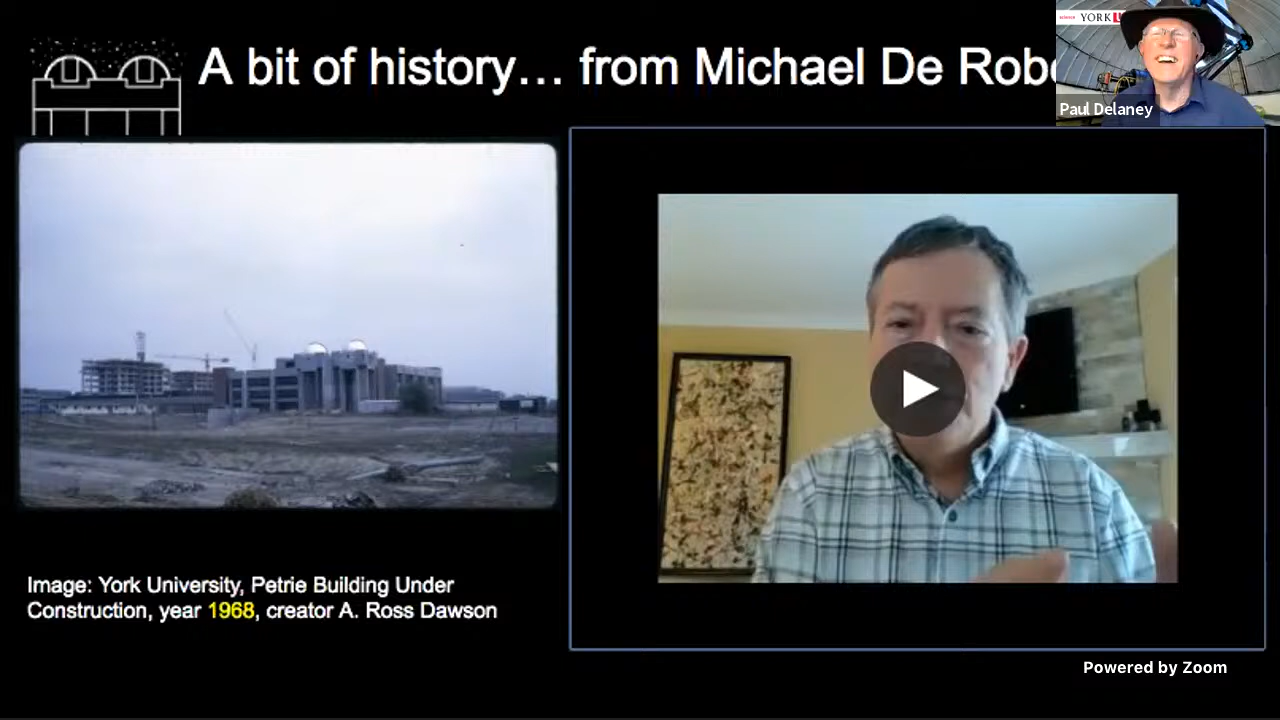 A bit of history… from Michael De Robe
YORK U
Paul Delaney
Image: York University, Petrie Building Under
Construction, year 1968, creator A. Ross Dawson
Powered by Zoom